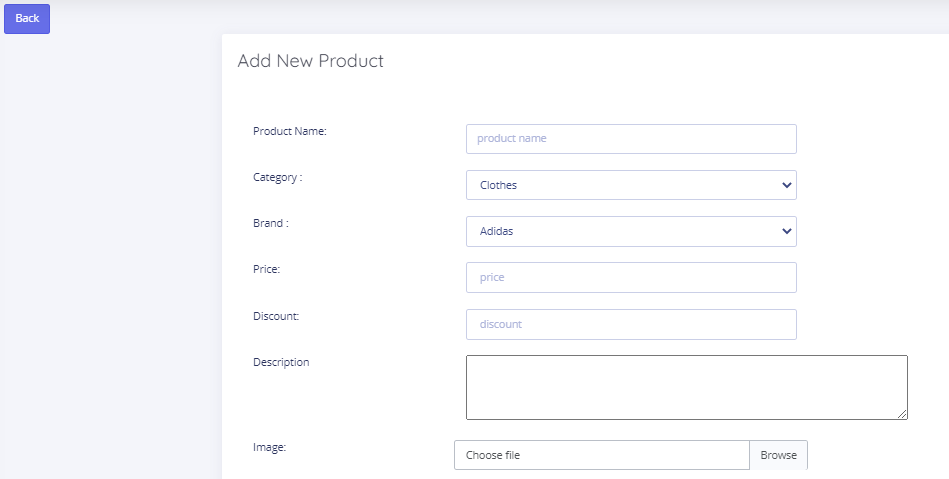 Back
Add New Product
Product Name:
product name
Category :
Clothes
Brand :
Adidas
Price:
price
Discount:
discount
Description
Image:
Choose file
Browse